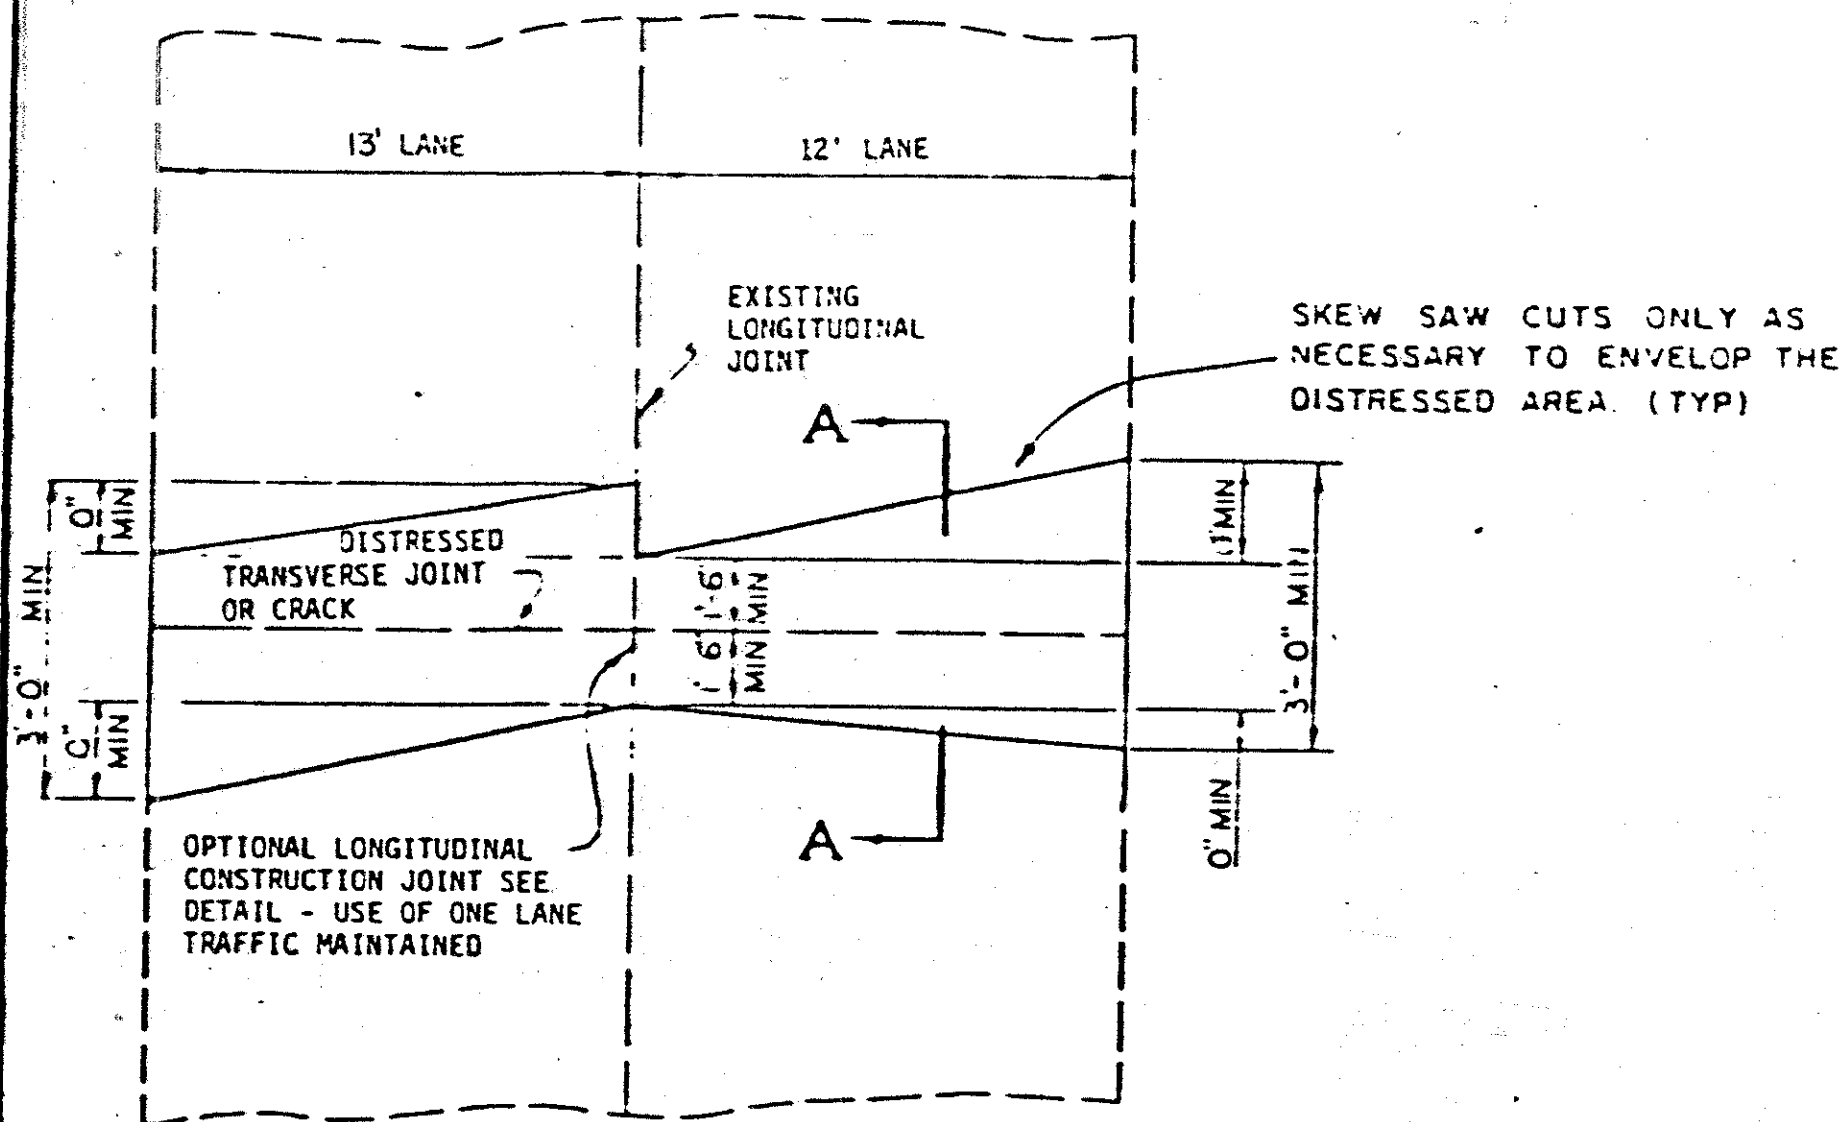 13' LANE
12' LANE
EXISTING
LONGITUDINAL
JOINT
SKEW SAW CUTS ONLY AS
NECESSARY TO ENVELOP THE
DISTRESSED AREA. (TYP)
A
0"
MIN
DISTRESSED
TRANSVERSE JOINT
OR CRACK
3'-0" MIN
1'-6"
MIN
1' 6"
MIN
MIN
3'-0" MIN
MIN
0" MIN
A
OPTIONAL LONGITUDINAL
CONSTRUCTION JOINT SEE
DETAIL - USE OF ONE LANE
TRAFFIC MAINTAINED